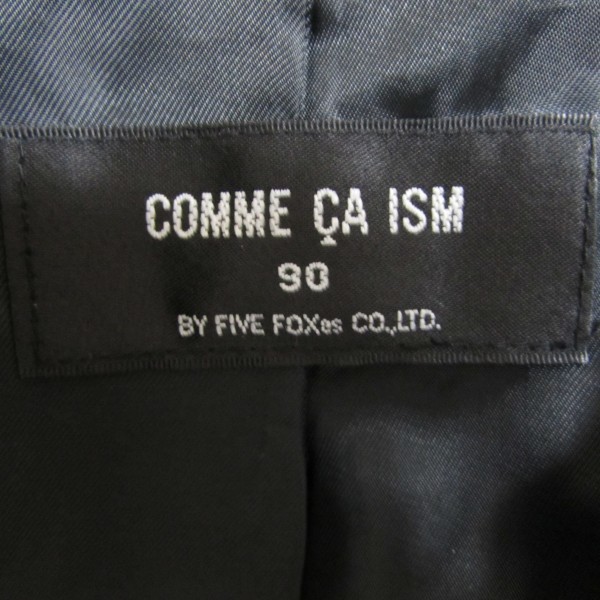 COMME ÇA ISM
90
BY FIVE FOXes CO.,LTD.